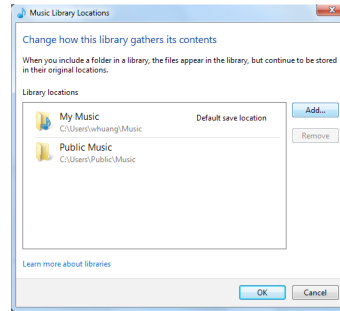 Music Library Locations
Change how this library gathers its contents
When you include a folder in a library, the files appear in the library, but continue to be stored
in their original locations.
Library locations
My Music Default save location
C:\Users\whuang\Music
Public Music
C:\Users\Public\Music
Add...
Remove
Learn more about libraries
OK Cancel